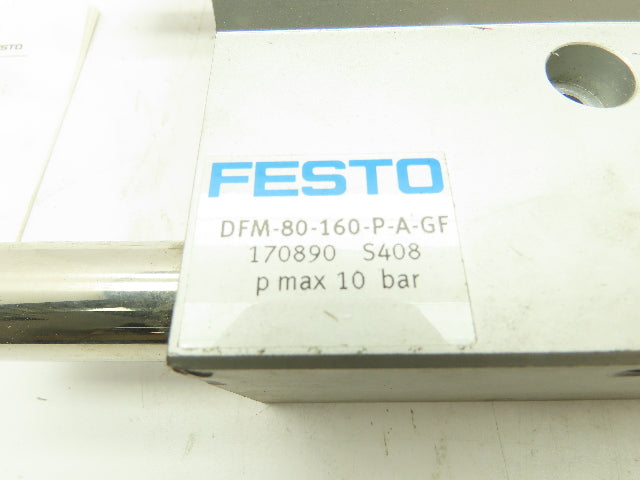 FESTO
DFM-80-160-P-A-GF
170890 S408
p max 10 bar